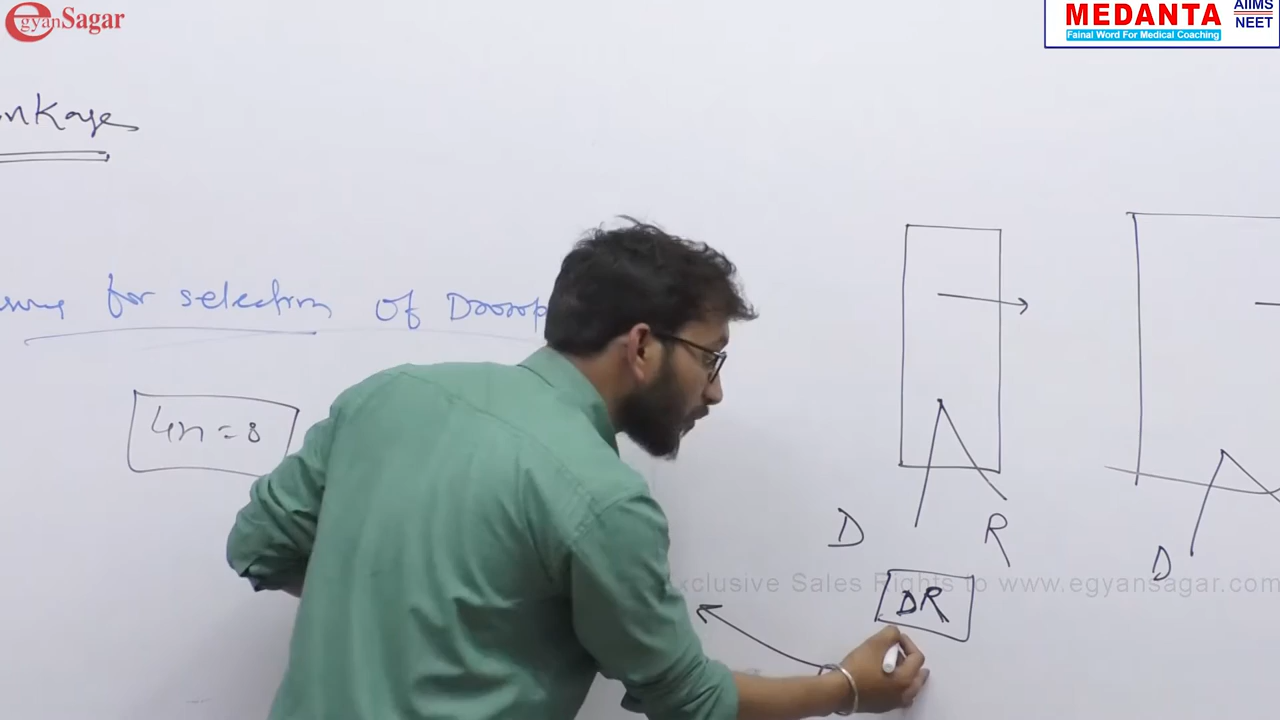 egyanSagar
MEDANTA
Fainal Word For Medical Coaching
AIIMS
NEET
for selection of
4n = 8
D R
D
Exclusive Sales Rights to www.egyansagar.com
DR